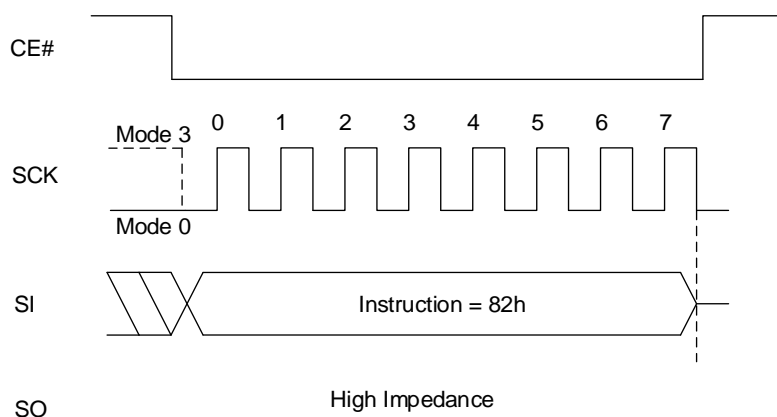 CE#
0 1 2 3 4 5 6 7
Mode 3
SCK
Mode 0
SI
Instruction = 82h
High Impedance
SO